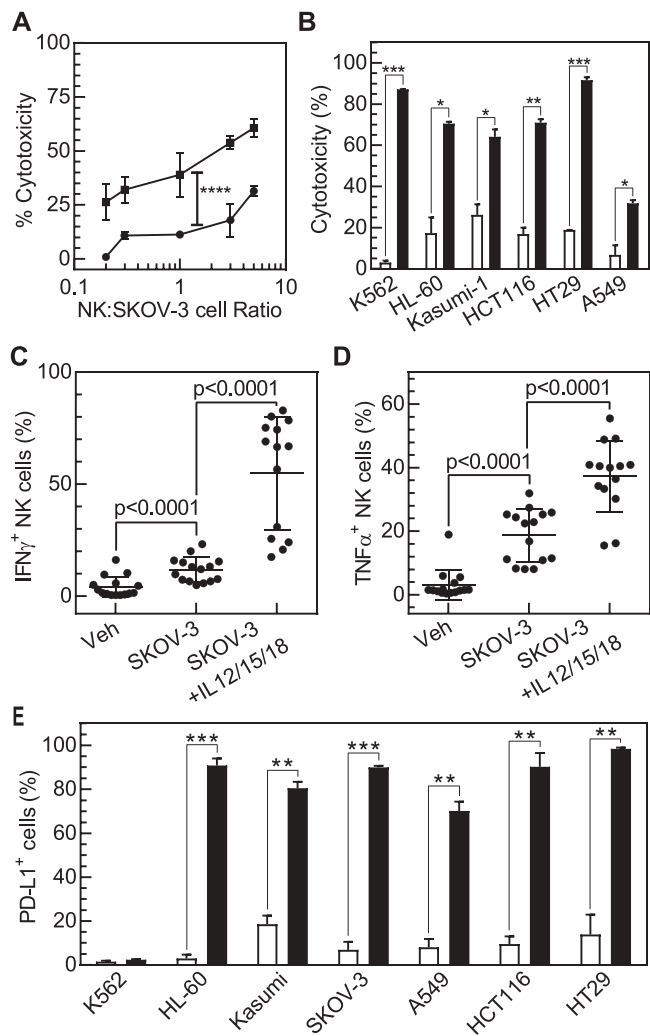 A
% Cytotoxicity
100
75
50
25
0
****
0.1
1
10
NK:SKOV-3 cell Ratio
B
Cytotoxicity (%)
100
80
60
40
20
0
***
*
*
**
***
*
K562
HL-60
Kasumi-1
HCT116
HT29
A549
C
IFNγ+ NK cells (%)
100
50
0
p<0.0001
p<0.0001
Veh
SKOV-3
SKOV-3
+IL12/15/18
D
TNFα+ NK cells (%)
60
40
20
0
p<0.0001
p<0.0001
Veh
SKOV-3
SKOV-3
+IL12/15/18
E
PD-L1+ cells (%)
100
80
60
40
20
0
***
**
***
**
**
**
K562
HL-60
Kasumi
SKOV-3
A549
HCT116
HT29